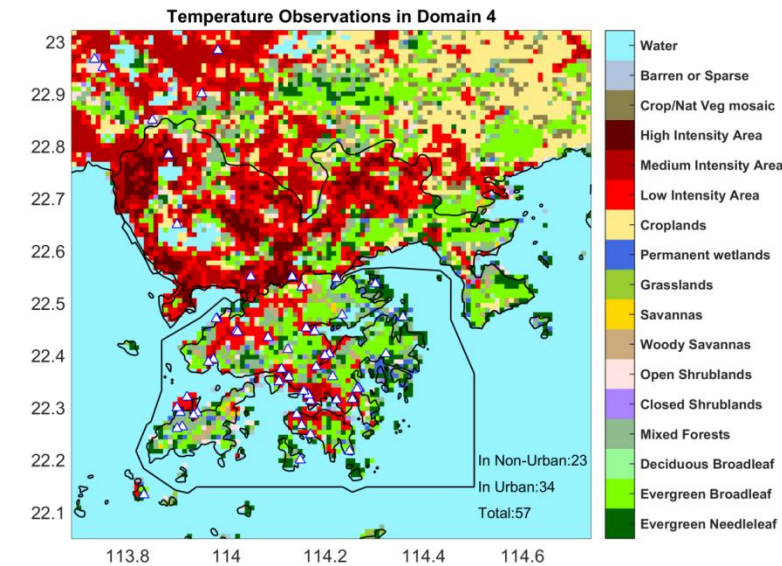 Temperature Observations in Domain 4
23
22.9
22.8
22.7
22.6
22.5
22.4
22.3
22.2
22.1
113.8
114
114.2
114.4
114.6
In Non-Urban:23
In Urban:34
Total:57
Water
Barren or Sparse
Crop/Nat Veg mosaic
High Intensity Area
Medium Intensity Area
Low Intensity Area
Croplands
Permanent wetlands
Grasslands
Savannas
Woody Savannas
Open Shrublands
Closed Shrublands
Mixed Forests
Deciduous Broadleaf
Evergreen Broadleaf
Evergreen Needleleaf